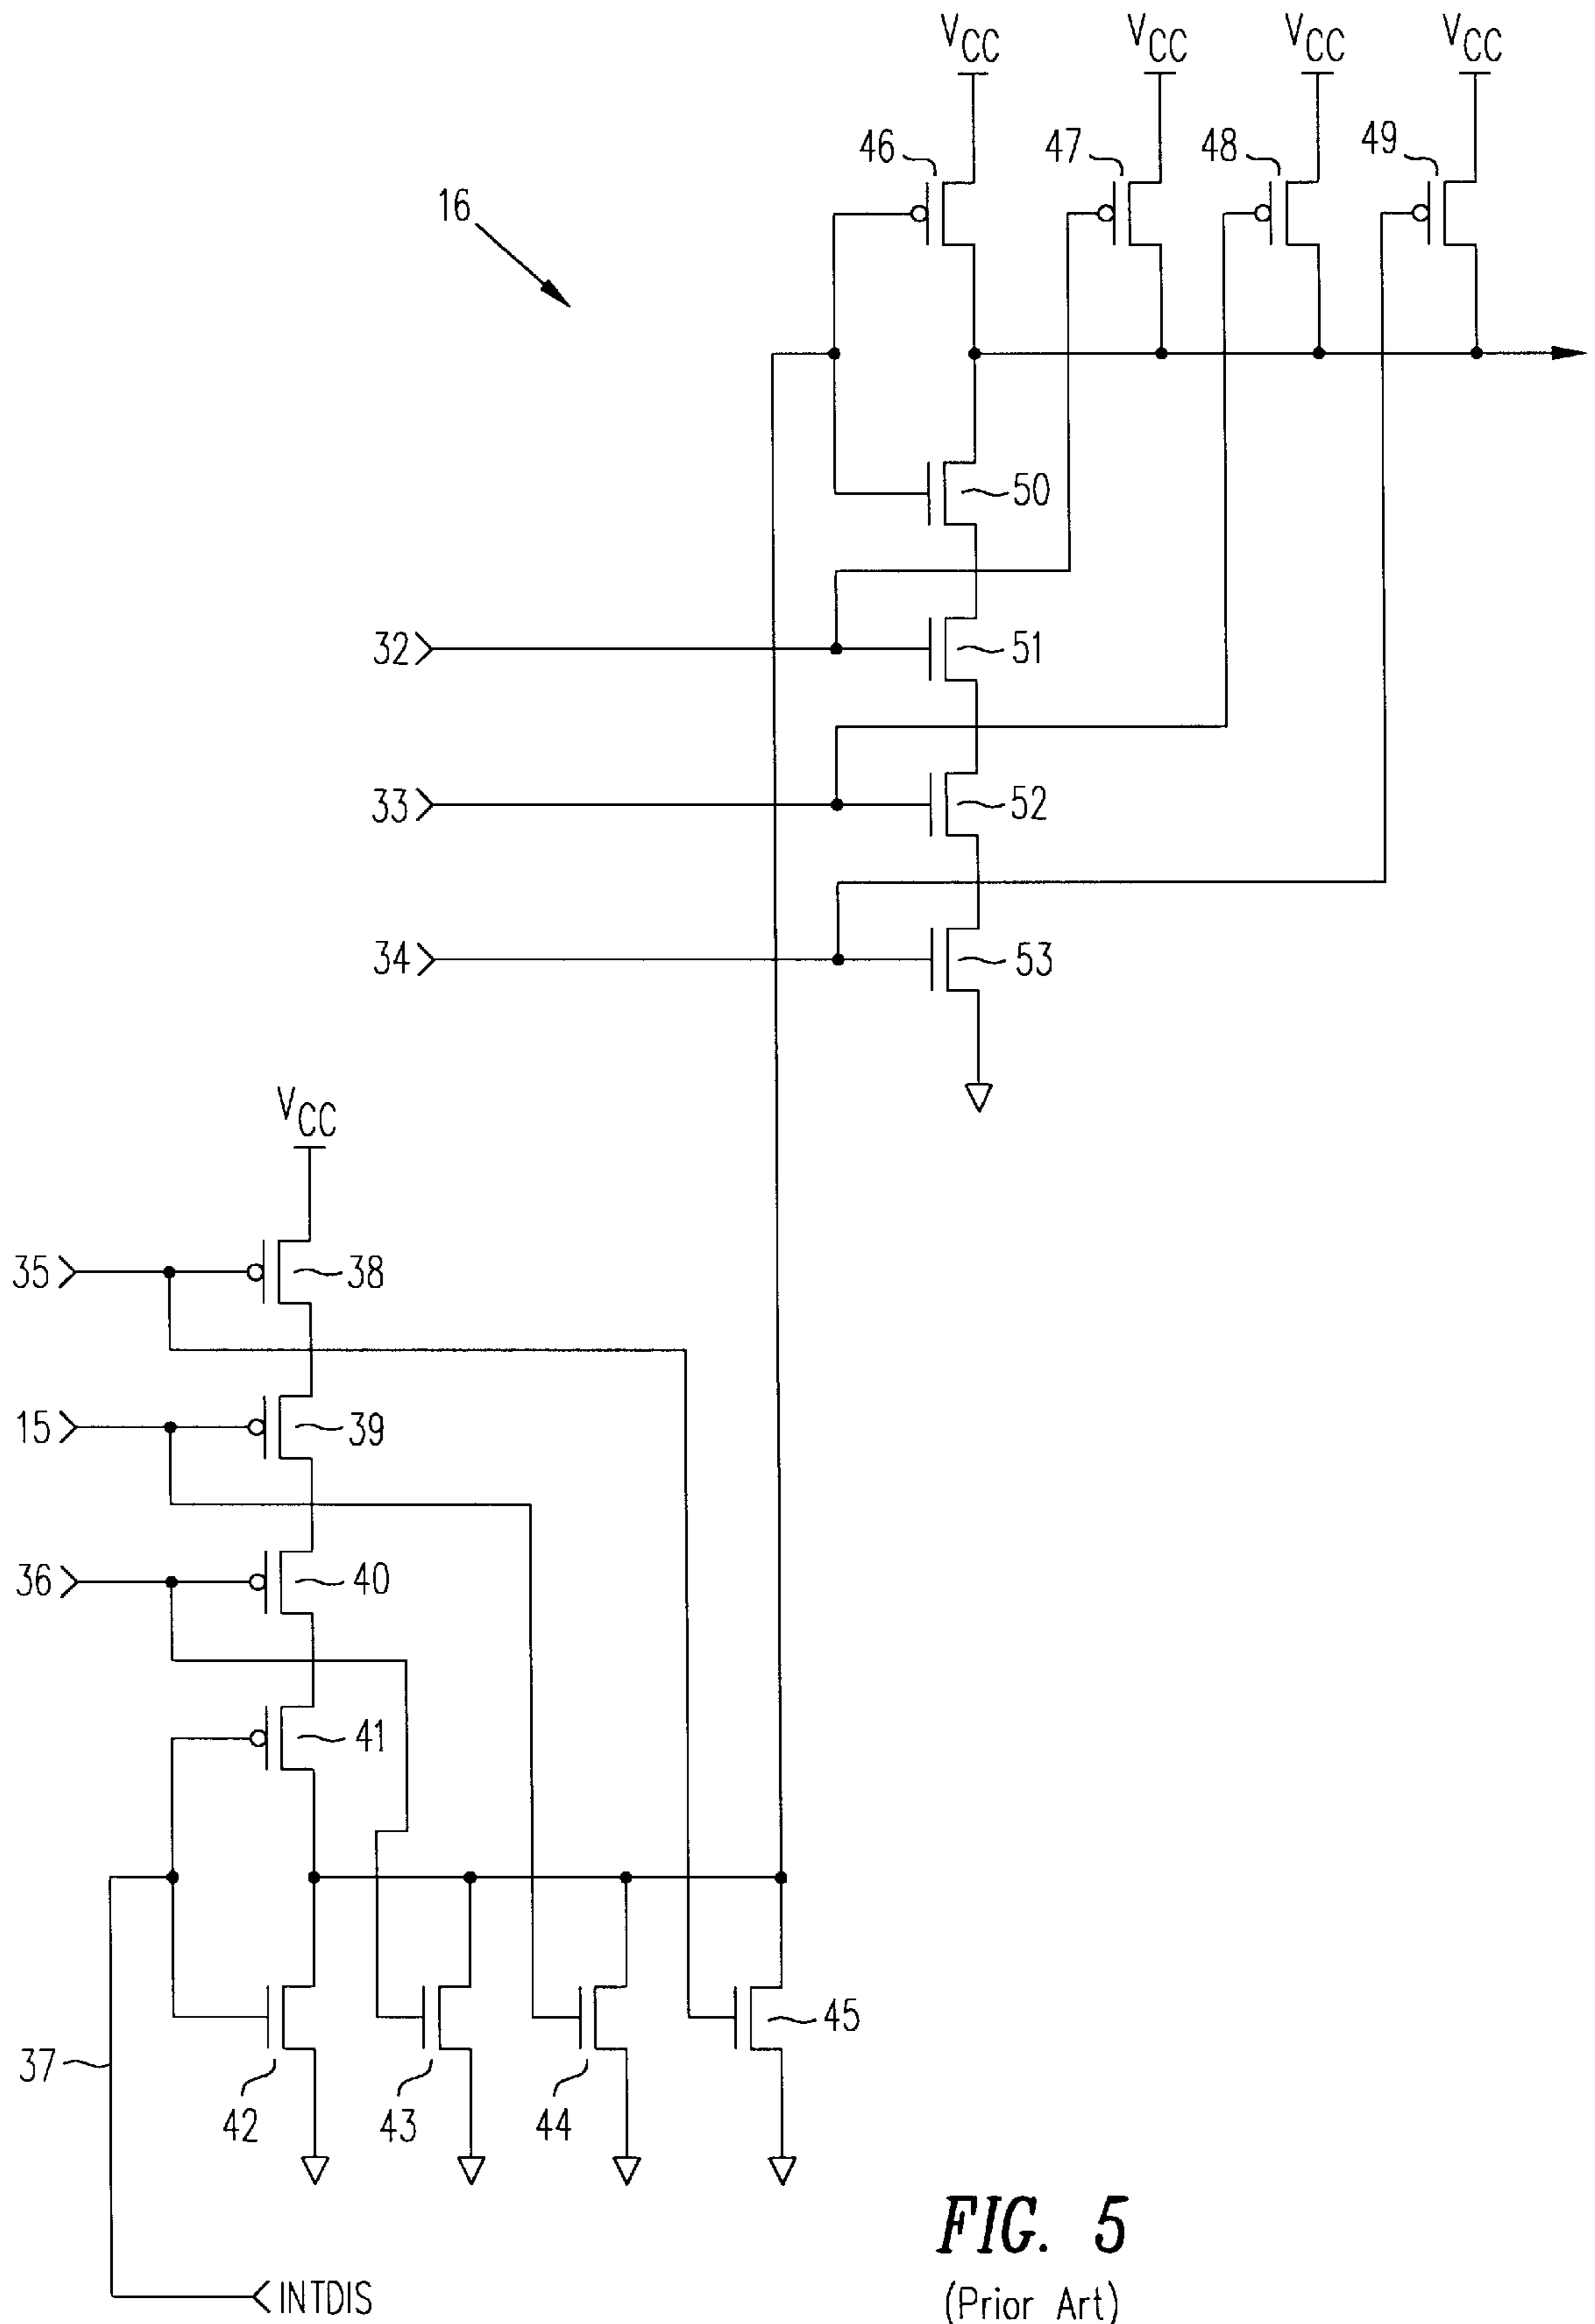 VCC VCC VCC VCC
46 47 48 49
16
50
32 51
33 52
34 53
VCC
35 38
15 39
36 40
41
45
37
42 43 44
INTDIS
FIG. 5
(Prior Art)